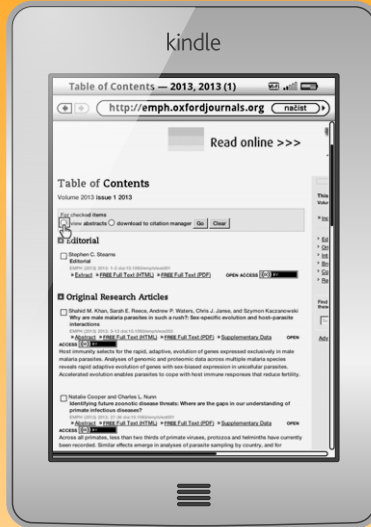 kindle
Table of Contents — 2013, 2013 (1)
http://emph.oxfordjournals.org
načíst
Read online >>>
Table of Contents
Volume 2013 issue 1 2013
For checked items
view abstracts download to citation manager Go Clear
Editorial
Stephen C. Stearns
Editorial
» Extract » FREE Full Text (HTML) » FREE Full Text (PDF) OPEN ACCESS
Original Research Articles
Shahid M. Khan, Sarah E. Reece, Andrew P. Waters, Chris J. Janse, and Szymon Kaczanowski
Why are male malaria parasites in such a rush?: Sex-specific evolution and host-parasite
interactions
» Abstract » FREE Full Text (HTML) » FREE Full Text (PDF) » Supplementary Data OPEN
ACCESS
Host immunity selects for the rapid, adaptive, evolution of genes expressed exclusively in male
malaria parasites. Analyses of genomic and proteomic data across multiple malaria species
reveals rapid adaptive evolution of genes with sex-biased expression in unicellular parasites.
Accelerated evolution enables parasites to cope with host immune responses that reduce fertility.
Natalie Cooper and Charles L. Nunn
Identifying future zoonotic disease threats: Where are the gaps in our understanding of
primate infectious diseases?
» Abstract » FREE Full Text (HTML) » FREE Full Text (PDF) » Supplementary Data OPEN
ACCESS
Across all primates, less than two thirds of primate viruses, protozoa and helminths have currently
been recorded. Similar effects emerge in analyses of parasite sampling by country, and for